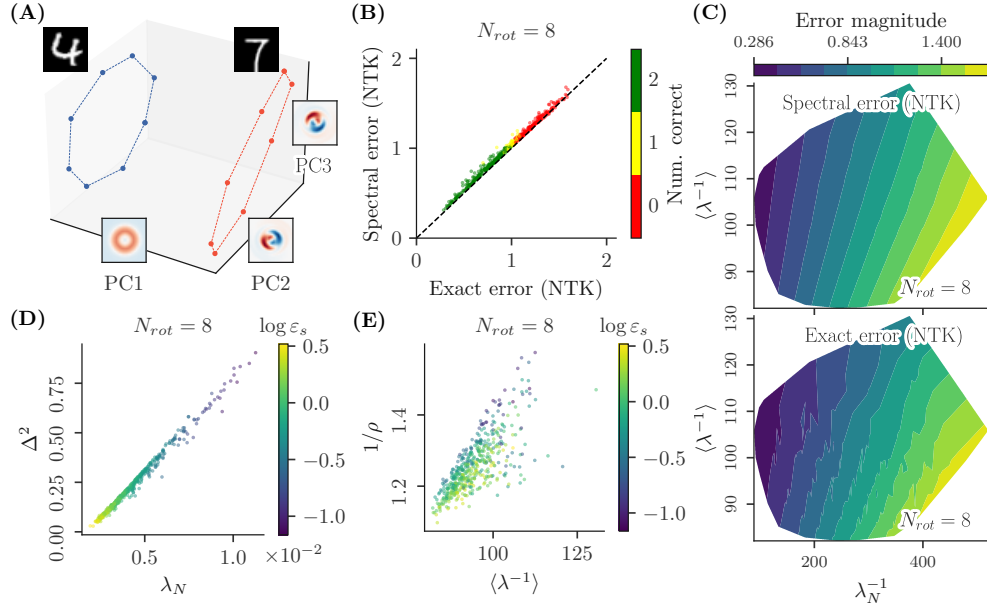 (A)
PC1
PC2
PC3
(B)
N_rot = 8
Spectral error (NTK)
2
1
0
0
1
2
Exact error (NTK)
2
1
0
Num. correct
(C)
Error magnitude
0.286
0.843
1.400
Spectral error (NTK)
⟨λ⁻¹⟩
130
120
110
100
90
N_rot = 8
Exact error (NTK)
⟨λ⁻¹⟩
130
120
110
100
90
N_rot = 8
200
400
λ_N⁻¹
(D)
N_rot = 8
log ε_s
Δ²
0.75
0.50
0.25
0.00
0.5
1.0
×10⁻²
λ_N
0.5
0.0
−0.5
−1.0
(E)
N_rot = 8
log ε_s
1/ρ
1.4
1.2
100
125
⟨λ⁻¹⟩
0.5
0.0
−0.5
−1.0